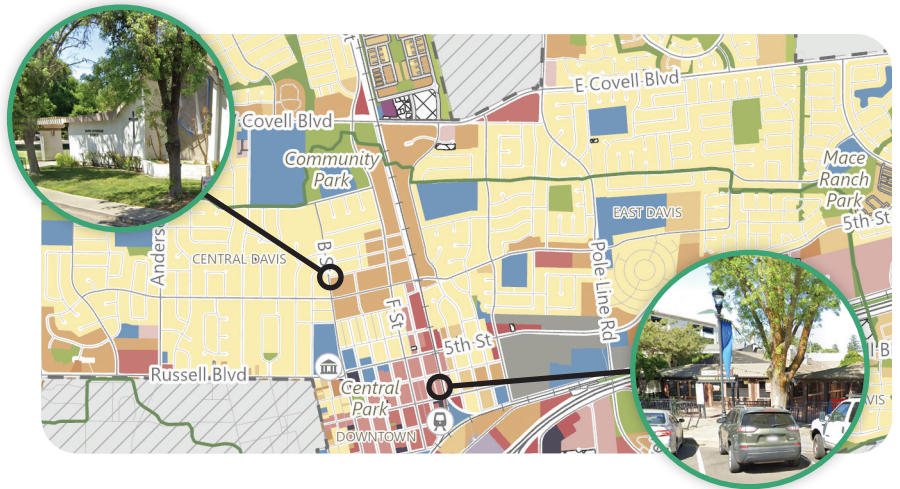 E Covell Blvd
Covell Blvd
Community
Park
Mace
Ranch
Park
5th St
EAST DAVIS
Anders
CENTRAL DAVIS
B S
Pole Line Rd
F St
5th St
Russell Blvd
Central
Park
DOWNTOWN